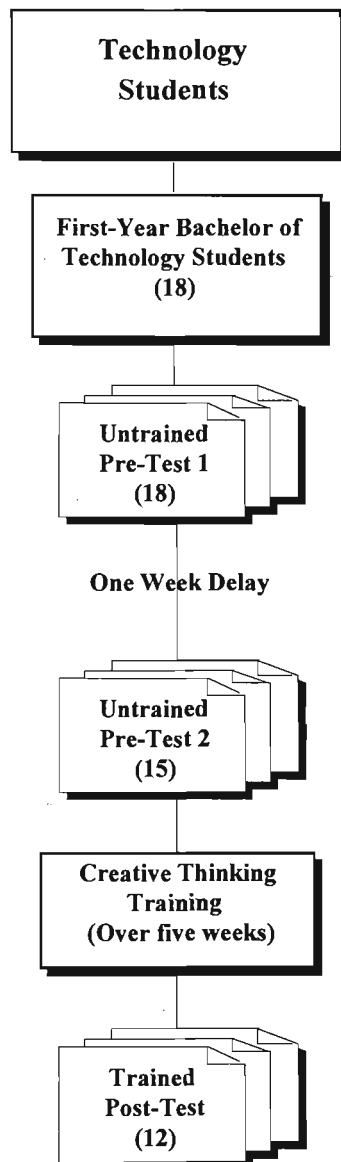 Technology
Students
First-Year Bachelor of
Technology Students
(18)
Untrained
Pre-Test 1
(18)
One Week Delay
Untrained
Pre-Test 2
(15)
Creative Thinking
Training
(Over five weeks)
Trained
Post-Test
(12)